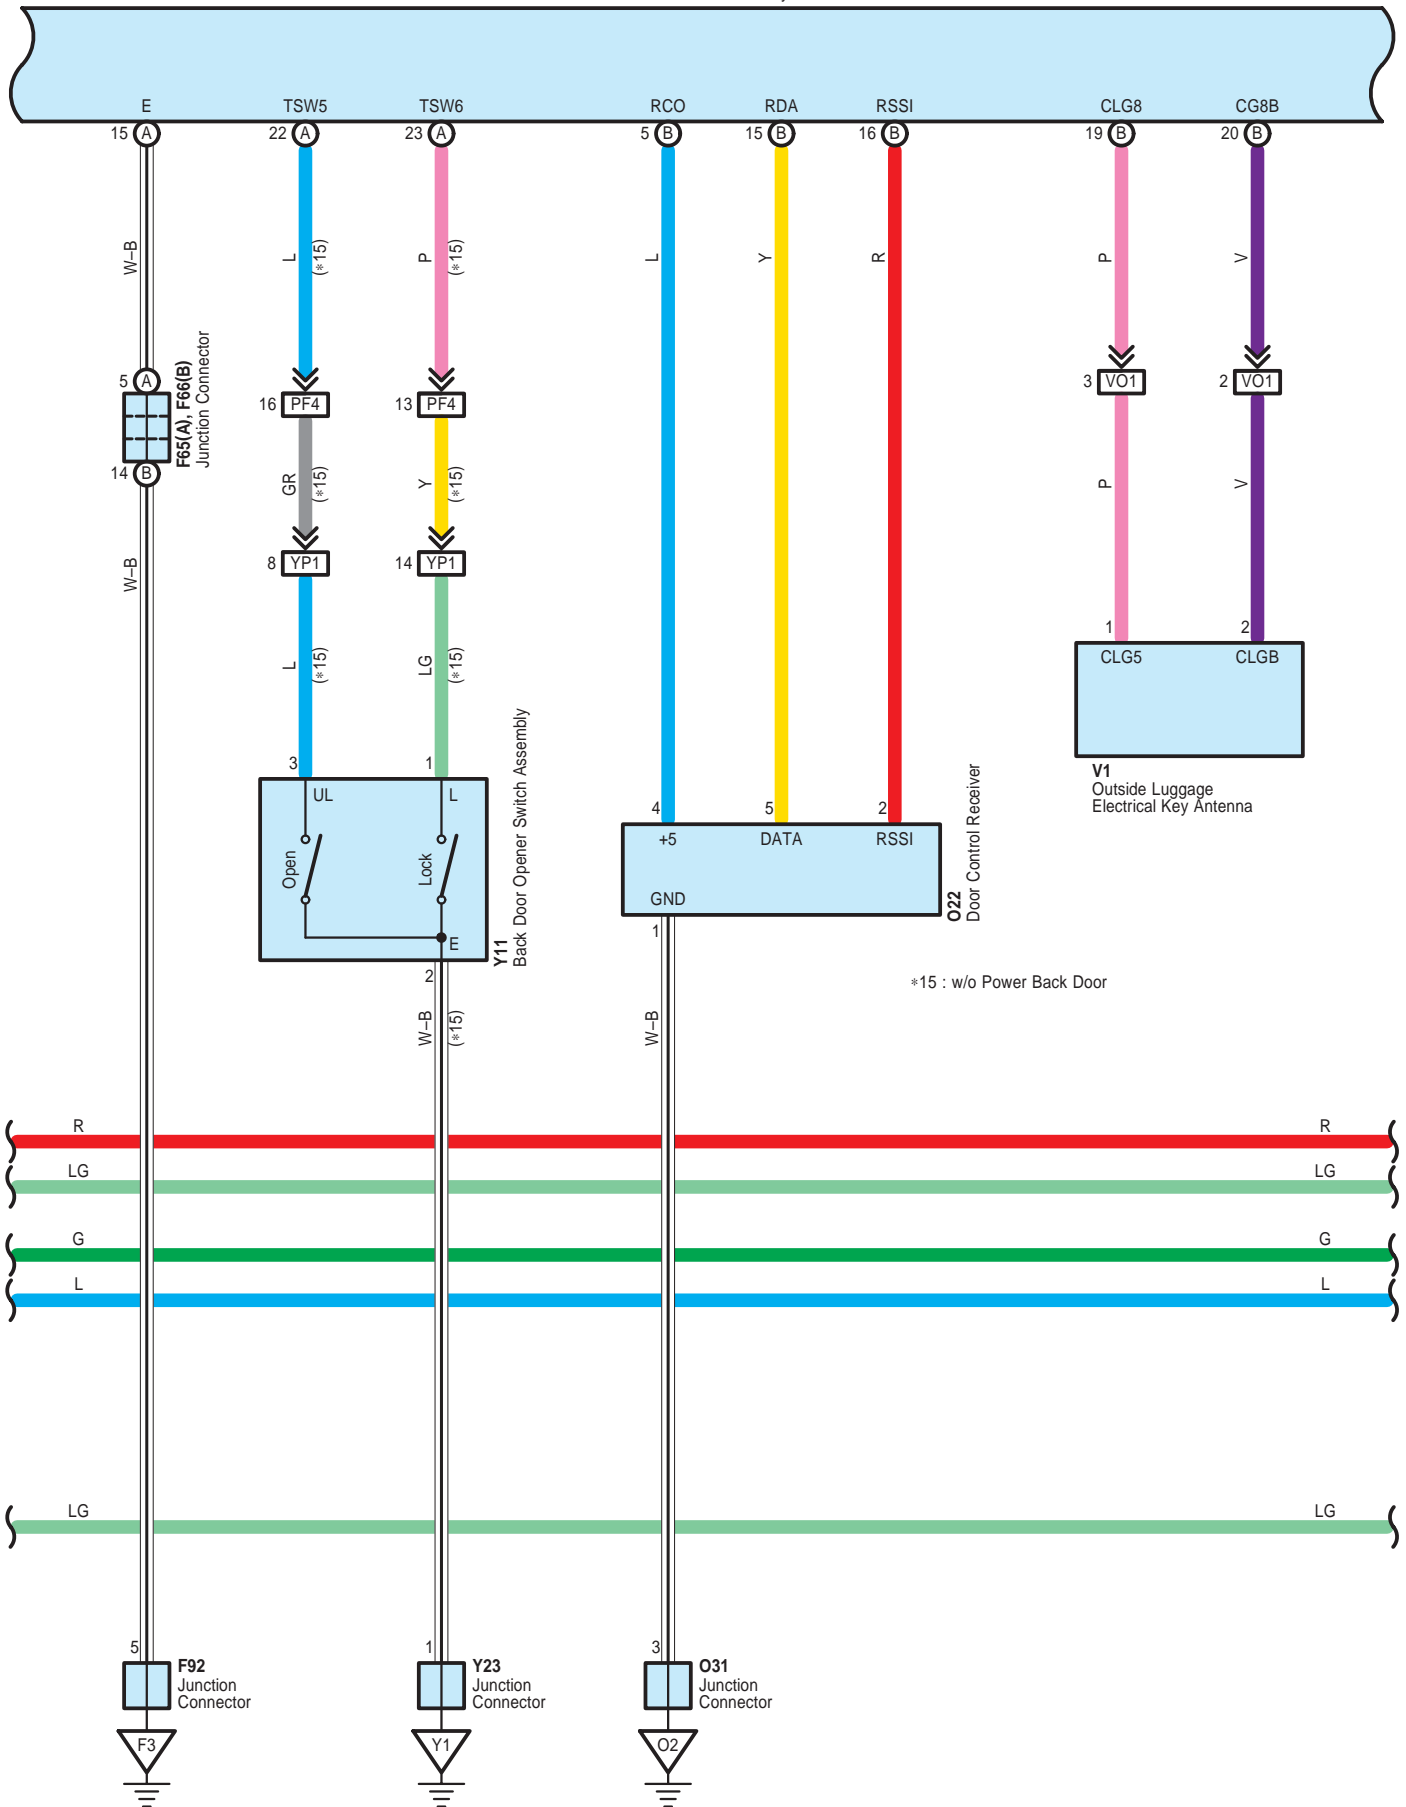 E TSW5 TSW6 RCO RDA RSSI CLG8 CG8B
15 A 22 A 23 A 5 B 15 B 16 B 19 B 20 B
W–B L (∗15) P (∗15) L Y R P V
5 A
F65(A), F66(B)
Junction Connector
14 B
16 PF4 13 PF4 3 VO1 2 VO1
GR (∗15) Y (∗15) P V
8 YP1 14 YP1
W–B
L (∗15) LG (∗15)
1 2
CLG5 CLGB
V1
Outside Luggage
Electrical Key Antenna
3 1
UL L
Open Lock
E
2
Y11
Back Door Opener Switch Assembly
4 5 2
+5 DATA RSSI
GND
1
O22
Door Control Receiver
∗15 : w/o Power Back Door
W–B (∗15) W–B
R R
LG LG
G G
L L
LG LG
5 1 3
F92
Junction
Connector
Y23
Junction
Connector
O31
Junction
Connector
F3 Y1 O2